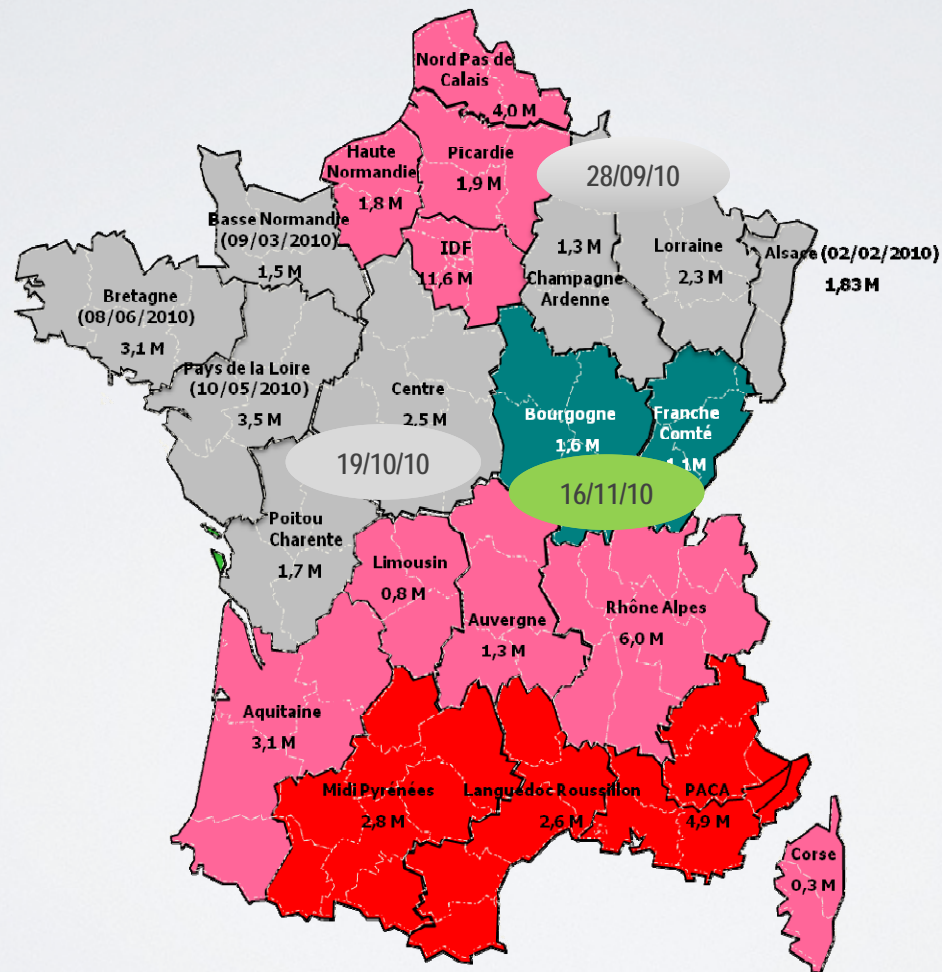 Nord Pas de
Calais
4,0 M
Haute
Normandie
1,8 M
Picardie
1,9 M
28/09/10
Basse Normandie
(09/03/2010)
1,5 M
IDF
11,6 M
1,3 M
Champagne
Ardenne
Lorraine
2,3 M
Alsace (02/02/2010)
1,83 M
Bretagne
(08/06/2010)
3,1 M
Pays de la Loire
(10/05/2010)
3,5 M
Centre
2,5 M
Bourgogne
1,6 M
Franche
Comté
1,1M
19/10/10
16/11/10
Poitou
Charente
1,7 M
Limousin
0,8 M
Auvergne
1,3 M
Rhône Alpes
6,0 M
Aquitaine
3,1 M
Midi Pyrénées
2,8 M
Languedoc Roussillon
2,6 M
PACA
4,9 M
Corse
0,3 M